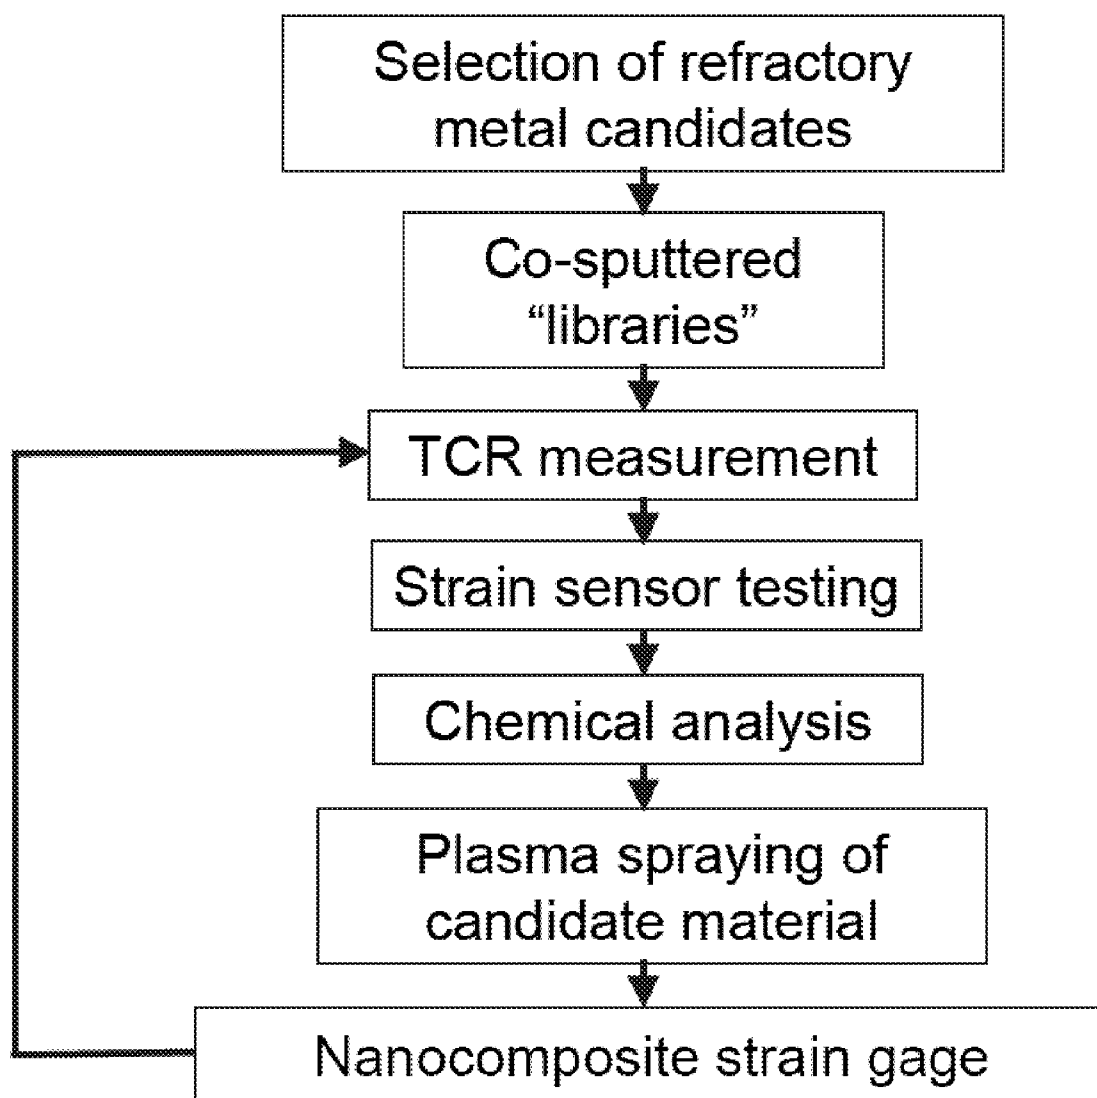 Selection of refractory
metal candidates
Co-sputtered
“libraries”
TCR measurement
Strain sensor testing
Chemical analysis
Plasma spraying of
candidate material
Nanocomposite strain gage